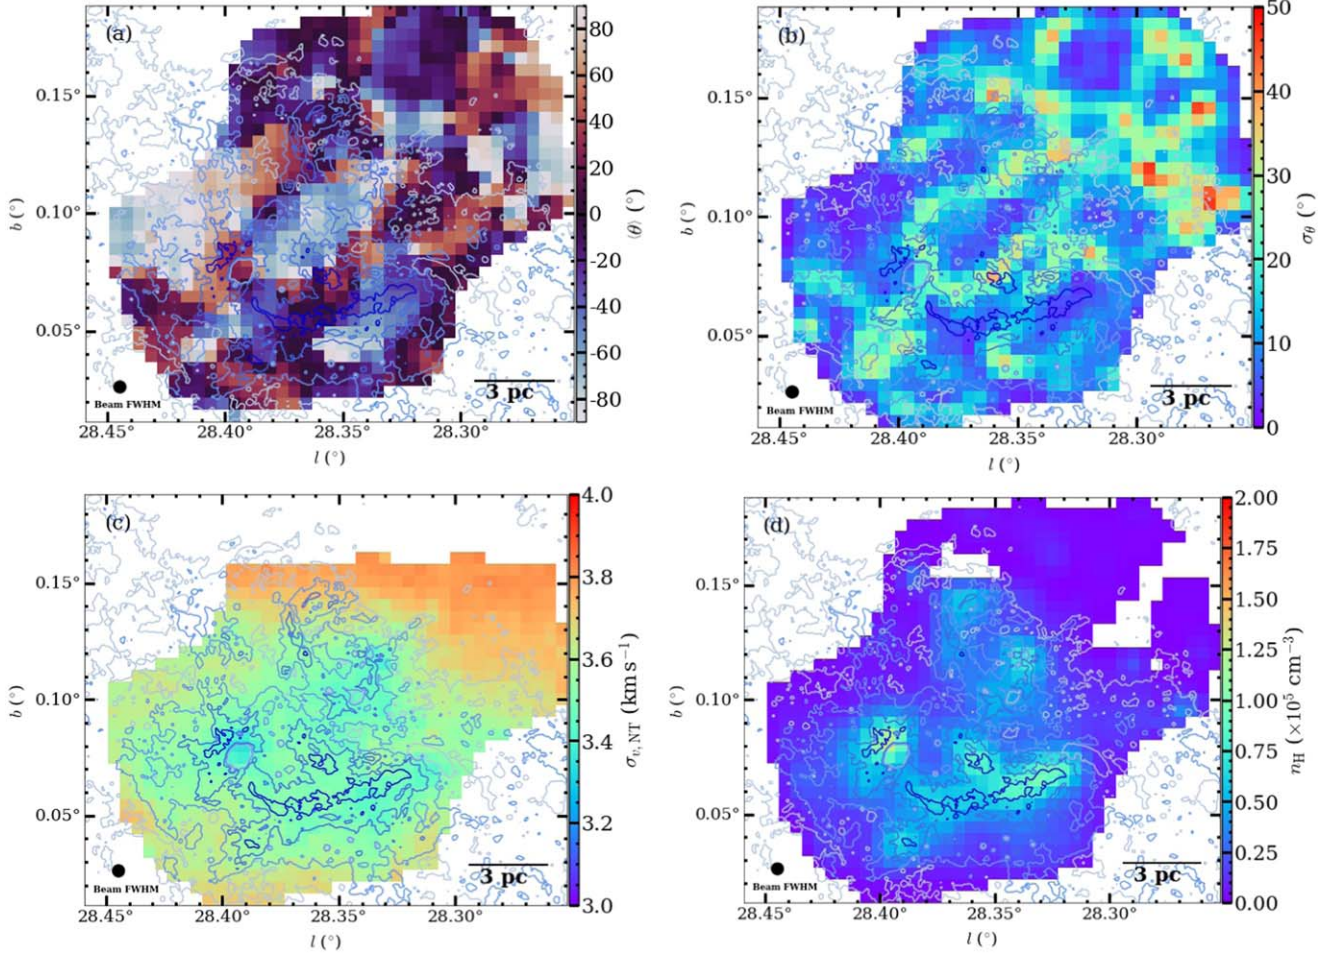 (a)
80
60
40
20
0
-20
-40
-60
-80
⟨θ⟩ (°)
0.15°
0.10°
0.05°
b (°)
Beam FWHM
3 pc
28.45° 28.40° 28.35° 28.30°
l (°)
(b)
50
40
30
20
10
0
σθ (°)
0.15°
0.10°
0.05°
b (°)
Beam FWHM
3 pc
28.45° 28.40° 28.35° 28.30°
l (°)
(c)
4.0
3.8
3.6
3.4
3.2
3.0
σv, NT (km s−1)
0.15°
0.10°
0.05°
b (°)
Beam FWHM
3 pc
28.45° 28.40° 28.35° 28.30°
l (°)
(d)
2.00
1.75
1.50
1.25
1.00
0.75
0.50
0.25
0.00
nH (×10⁵ cm−3)
0.15°
0.10°
0.05°
b (°)
Beam FWHM
3 pc
28.45° 28.40° 28.35° 28.30°
l (°)